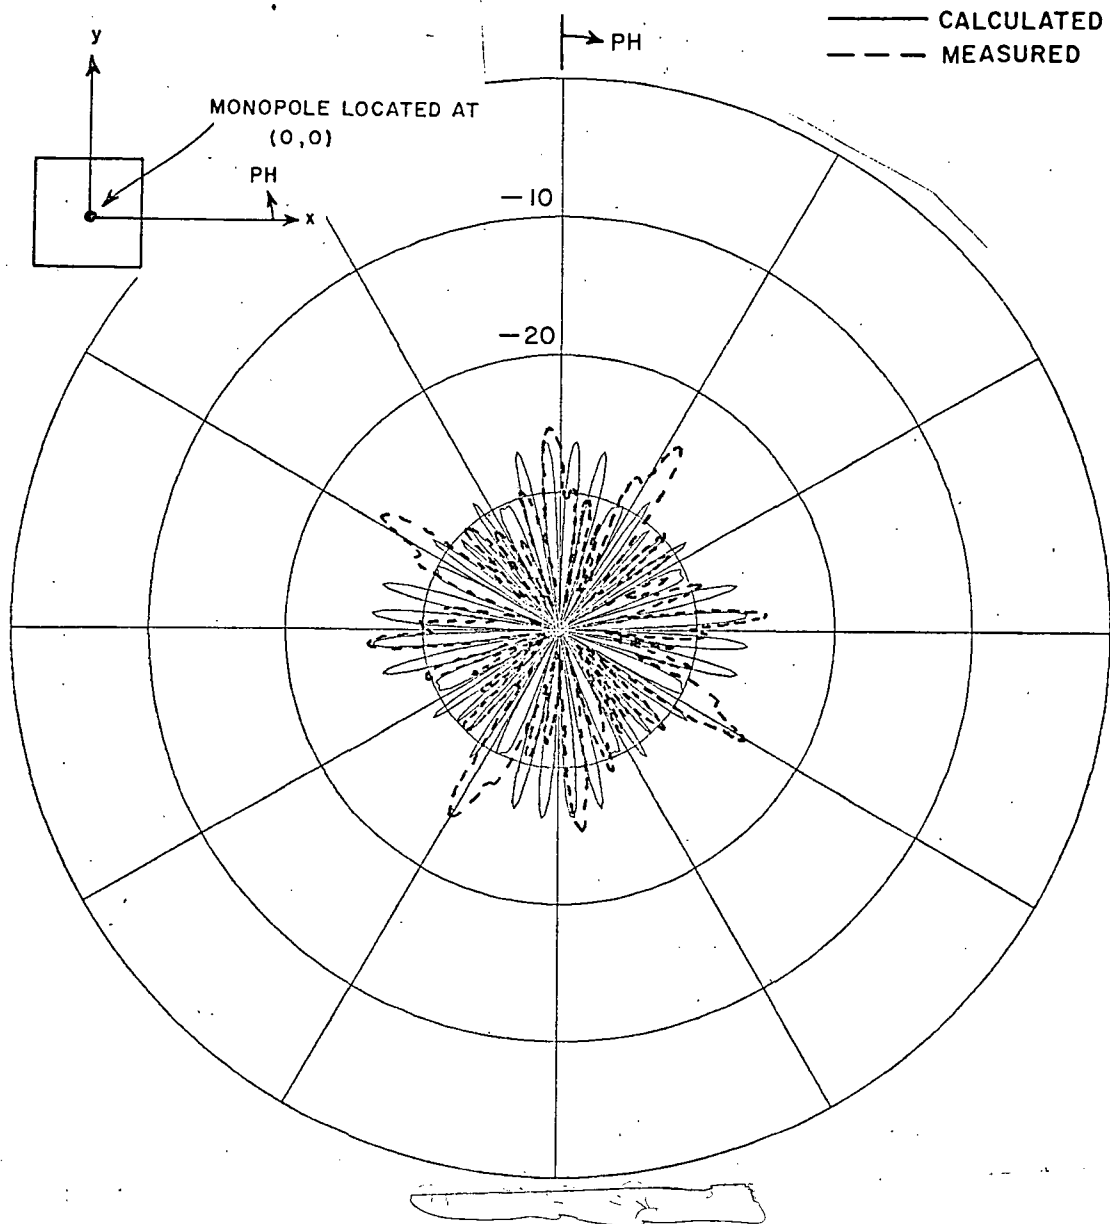 y
PH
CALCULATED
MEASURED
MONOPOLE LOCATED AT
(0,0)
PH
x
-10
-20